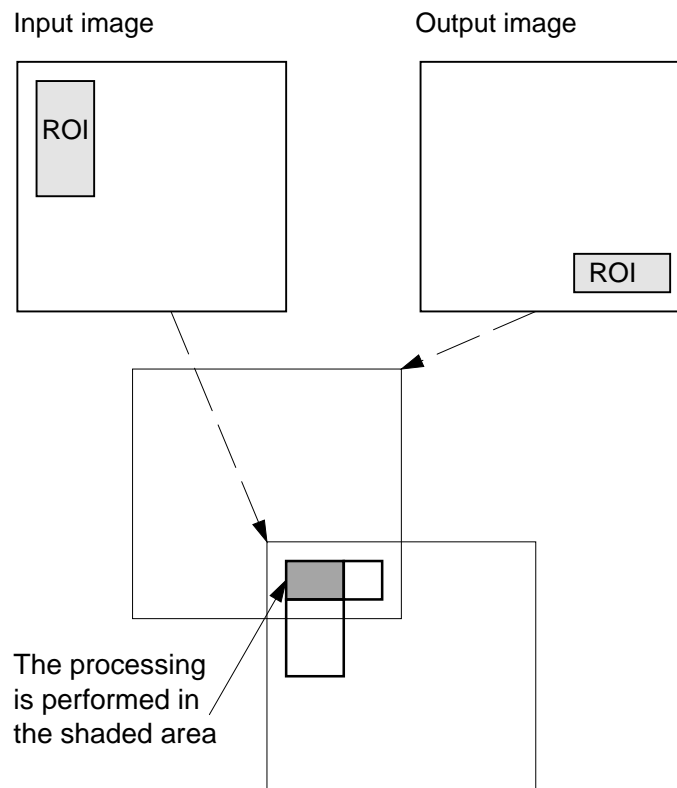 Input image
Output image
ROI
ROI
The processing
is performed in
the shaded area